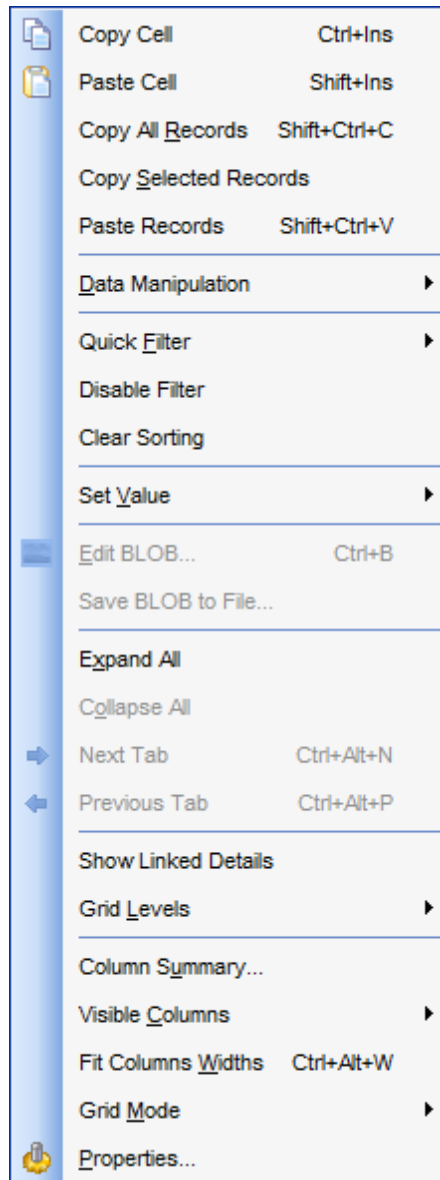 Copy Cell Ctrl+Ins
Paste Cell Shift+Ins
Copy All Records Shift+Ctrl+C
Copy Selected Records
Paste Records Shift+Ctrl+V
Data Manipulation
Quick Filter
Disable Filter
Clear Sorting
Set Value
Edit BLOB... Ctrl+B
Save BLOB to File...
Expand All
Collapse All
Next Tab Ctrl+Alt+N
Previous Tab Ctrl+Alt+P
Show Linked Details
Grid Levels
Column Summary...
Visible Columns
Fit Columns Widths Ctrl+Alt+W
Grid Mode
Properties...